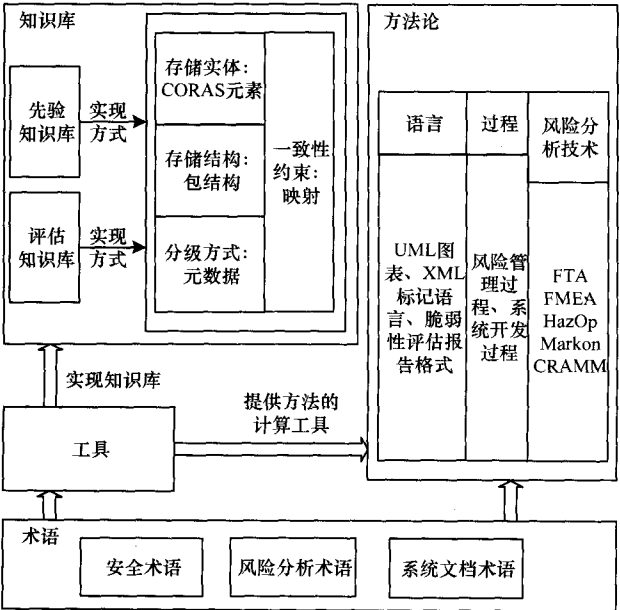 知识库
先验
知识库
实现
方式
存储实体：
CORAS元素
存储结构：
包结构
分级方式：
元数据
一致性
约束：
映射
评估
知识库
实现
方式
方法论
语言
过程
风险分
析技术
UML图
表、XML
标记语
言、脆弱
性评估报
告格式
风险管
理过
程、系
统开发
过程
FTA
FMEA
HazOp
Markon
CRAMM
实现知识库
提供方法的
计算工具
工具
术语
安全术语
风险分析术语
系统文档术语